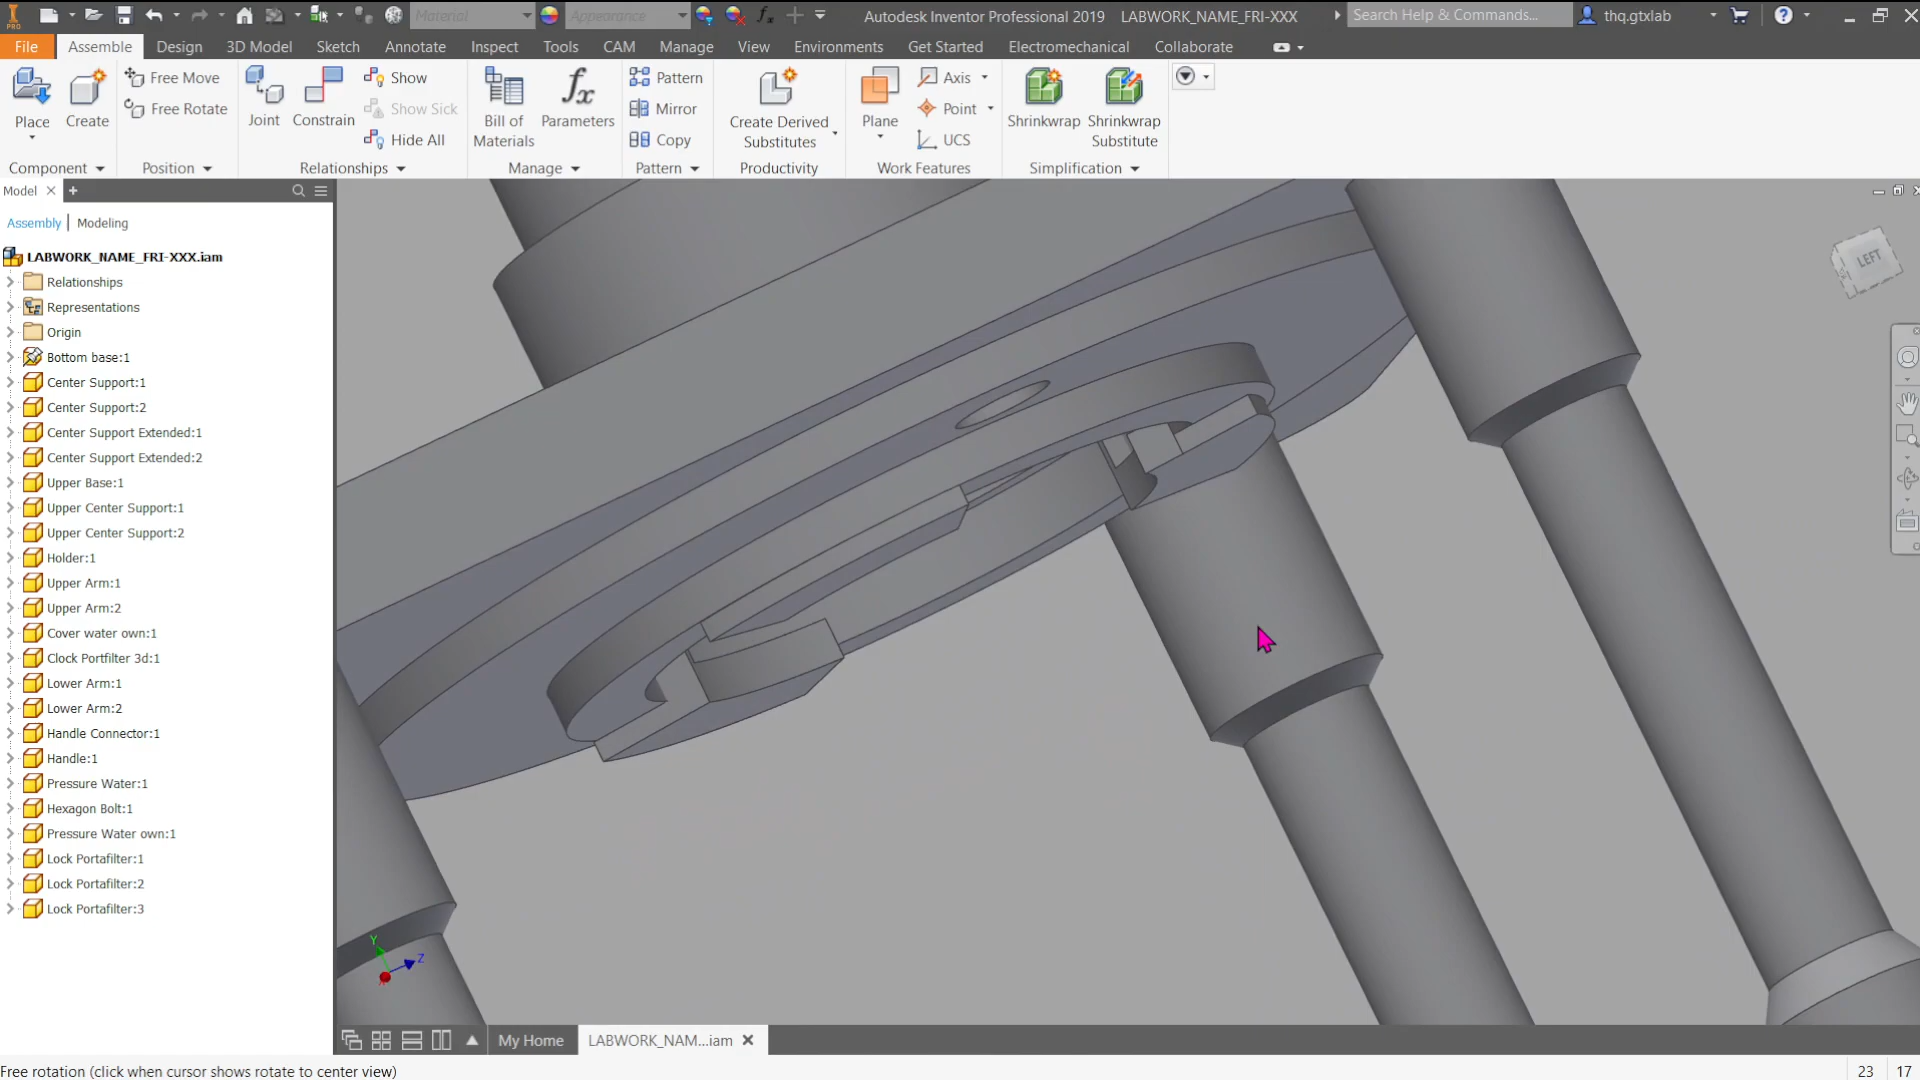 Material
Appearance
Autodesk Inventor Professional 2019 LABWORK_NAME_FRI-XXX
Search Help & Commands...
thq.gtxlab
PRO
File Assemble Design 3D Model Sketch Annotate Inspect Tools CAM Manage View Environments Get Started Electromechanical Collaborate
Place
Create
Free Move
Free Rotate
Joint
Constrain
Show
Show Sick
Hide All
Bill of
Materials
Parameters
Pattern
Mirror
Copy
Create Derived
Substitutes
Plane
Axis
Point
UCS
Shrinkwrap
Shrinkwrap
Substitute
Component Position Relationships Manage Pattern Productivity Work Features Simplification
Model
Assembly | Modeling
LABWORK_NAME_FRI-XXX.iam
Relationships
Representations
Origin
Bottom base:1
Center Support:1
Center Support:2
Center Support Extended:1
Center Support Extended:2
Upper Base:1
Upper Center Support:1
Upper Center Support:2
Holder:1
Upper Arm:1
Upper Arm:2
Cover water own:1
Clock Portfilter 3d:1
Lower Arm:1
Lower Arm:2
Handle Connector:1
Handle:1
Pressure Water:1
Hexagon Bolt:1
Pressure Water own:1
Lock Portafilter:1
Lock Portafilter:2
Lock Portafilter:3
LEFT
Y
Z
X
My Home
LABWORK_NAM...iam
Free rotation (click when cursor shows rotate to center view)
23 17